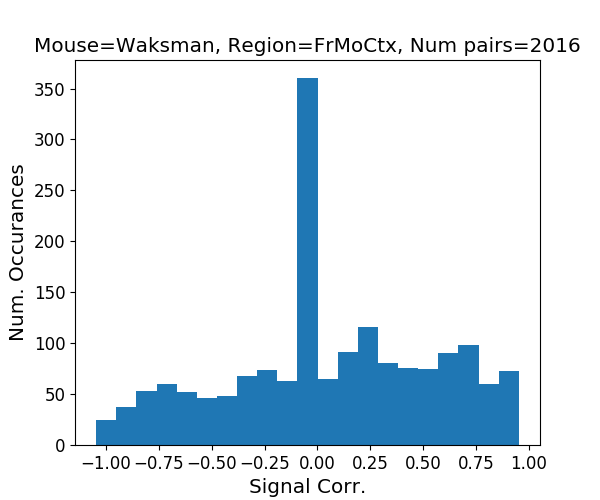 Mouse=Waksman, Region=FrMoCtx, Num pairs=2016
Num. Occurances
350
300
250
200
150
100
50
0
−1.00 −0.75 −0.50 −0.25 0.00 0.25 0.50 0.75 1.00
Signal Corr.